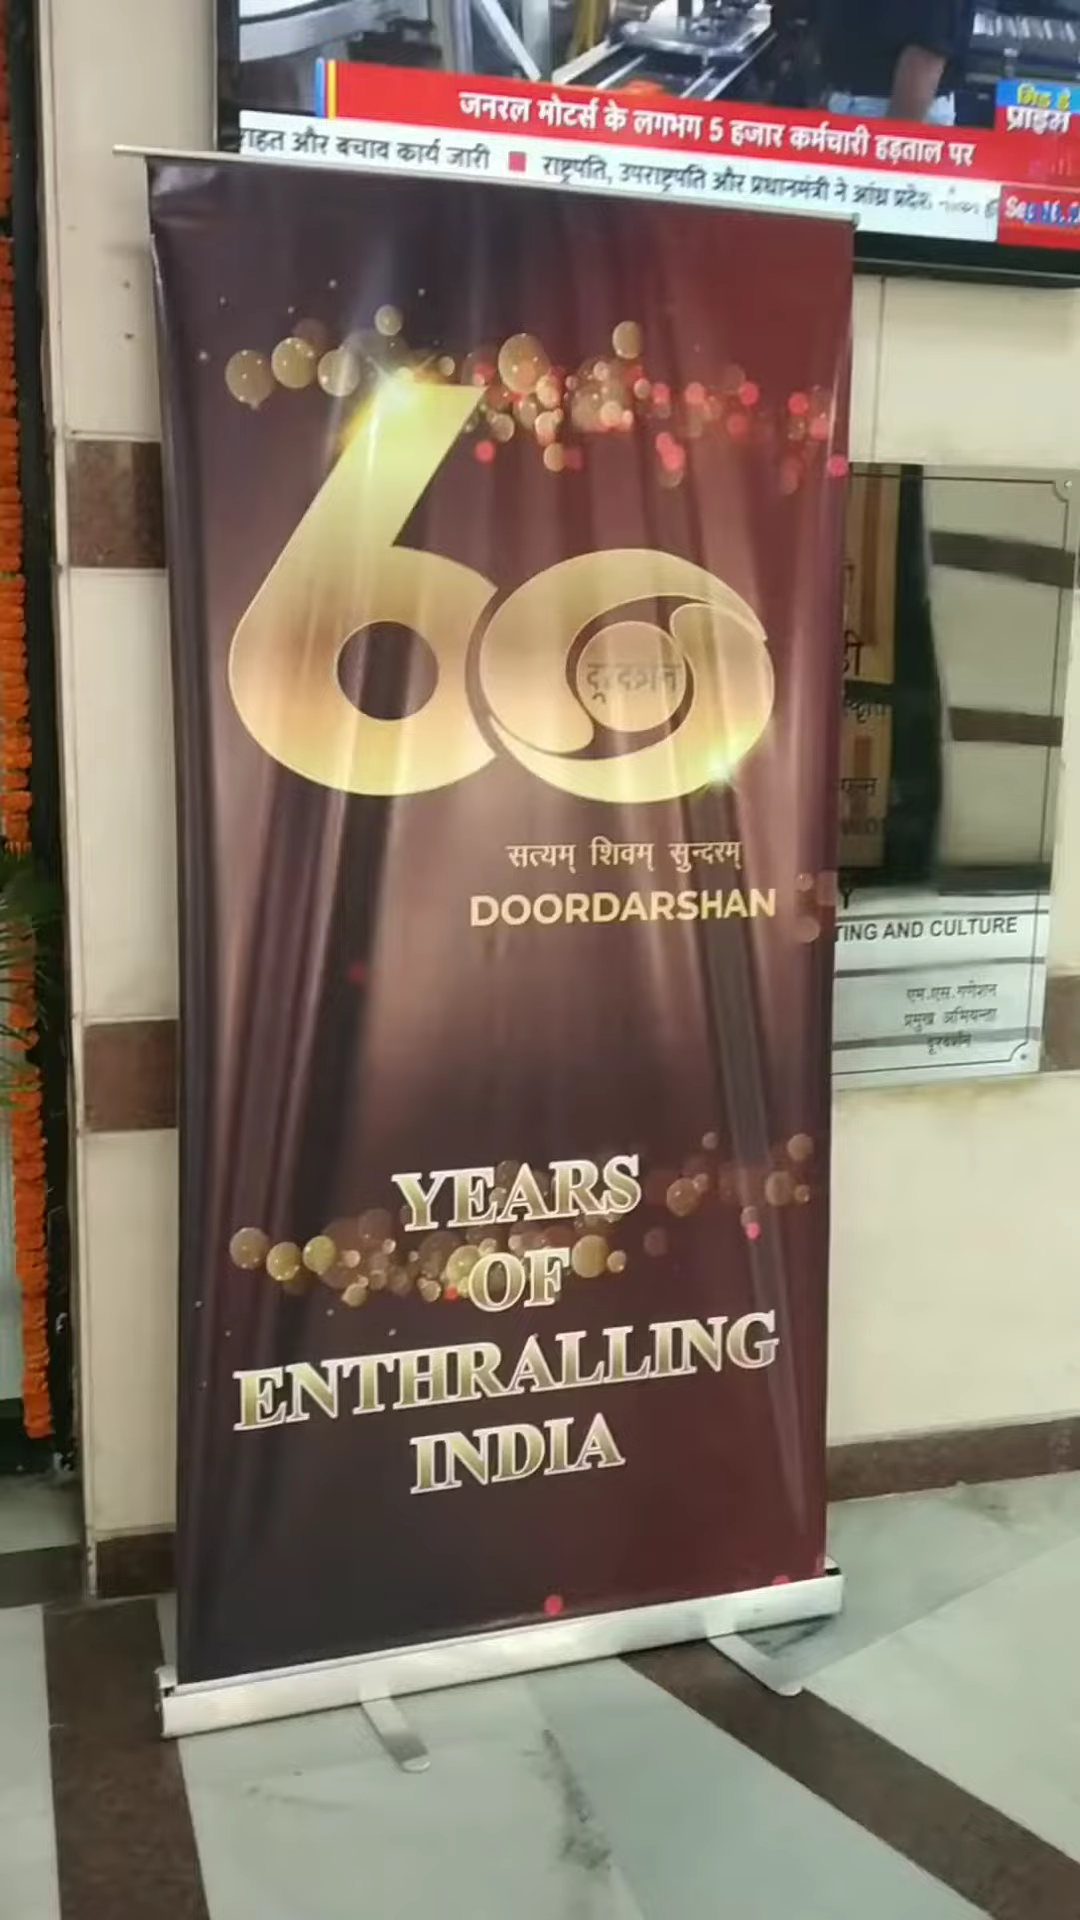 जनरल मोटर्स के लगभग 5 हजार कर्मचारी हड़ताल पर
प्राइम
राहत और बचाव कार्य जारी ■ राष्ट्रपति, उपराष्ट्रपति और प्रधानमंत्री ने आंध्र प्रदेश
60
दूरदर्शन
सत्यम् शिवम् सुन्दरम्
DOORDARSHAN
YEARS
OF
ENTHRALLING
INDIA
TING AND CULTURE
एम.एस.गणेशन
प्रमुख अभियन्ता
दूरदर्शन